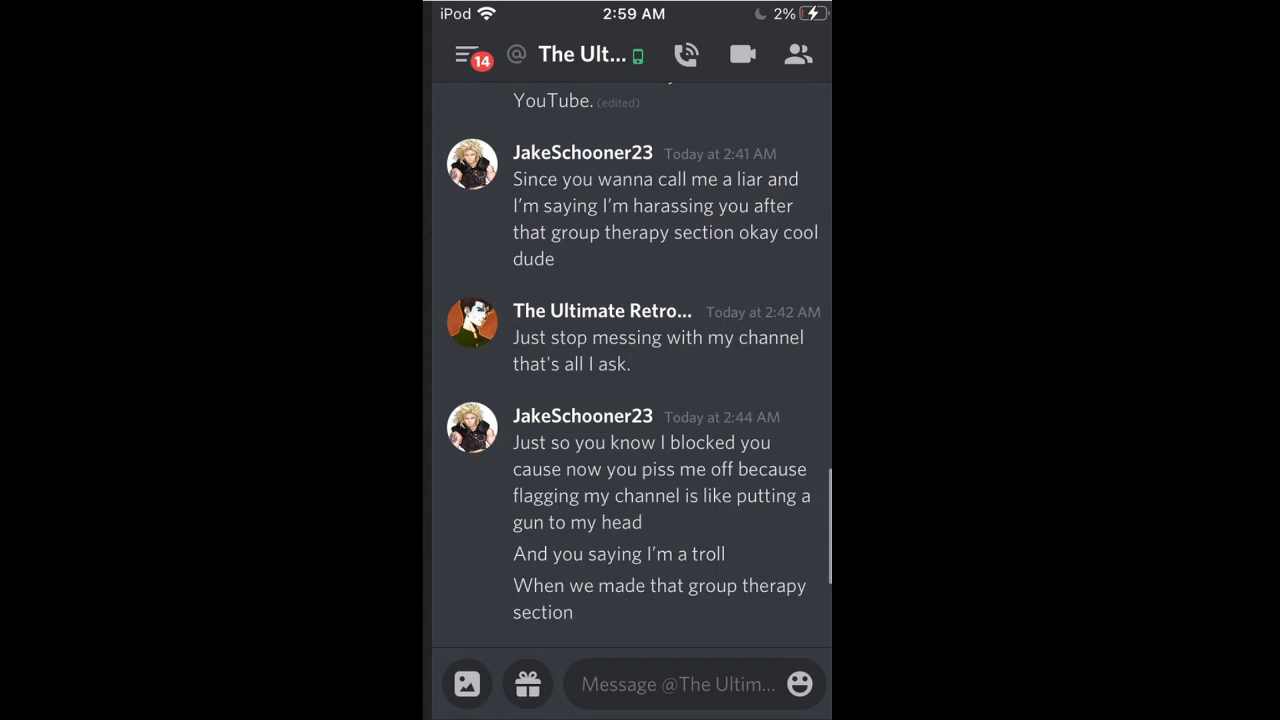 iPod 2:59 AM 2%
14 @ The Ult...
YouTube. (edited)
JakeSchooner23 Today at 2:41 AM
Since you wanna call me a liar and
I’m saying I’m harassing you after
that group therapy section okay cool
dude
The Ultimate Retro... Today at 2:42 AM
Just stop messing with my channel
that's all I ask.
JakeSchooner23 Today at 2:44 AM
Just so you know I blocked you
cause now you piss me off because
flagging my channel is like putting a
gun to my head
And you saying I’m a troll
When we made that group therapy
section
Message @The Ultim...